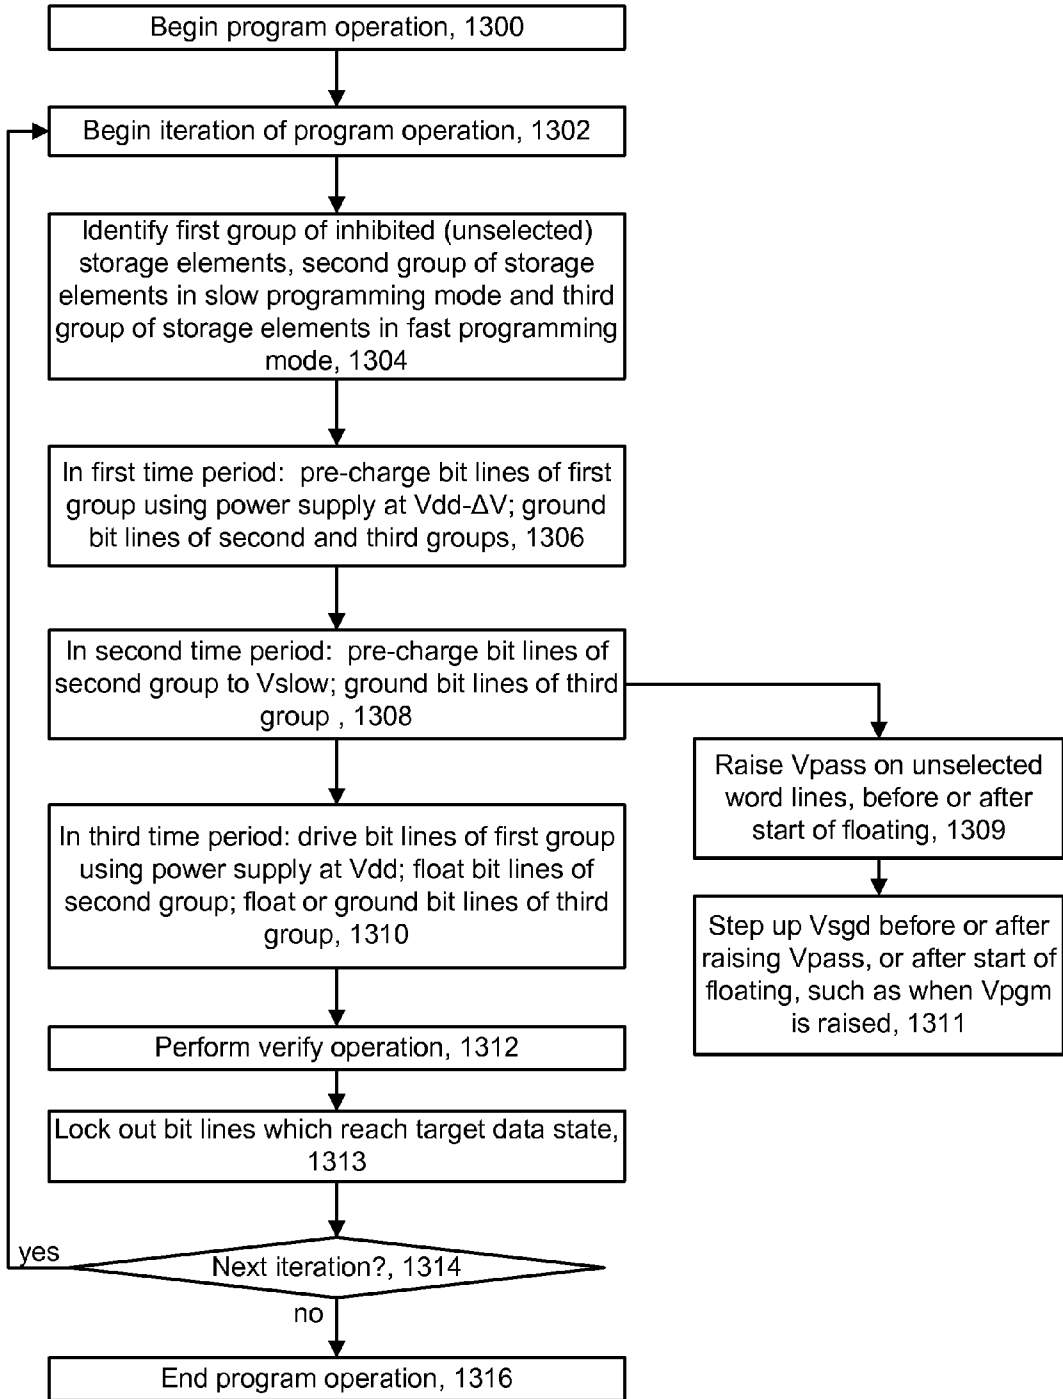 Begin program operation, 1300
Begin iteration of program operation, 1302
Identify first group of inhibited (unselected)
storage elements, second group of storage
elements in slow programming mode and third
group of storage elements in fast programming
mode, 1304
In first time period:  pre-charge bit lines of first
group using power supply at Vdd-ΔV; ground
bit lines of second and third groups, 1306
In second time period:  pre-charge bit lines of
second group to Vslow; ground bit lines of third
group , 1308
Raise Vpass on unselected
word lines, before or after
start of floating, 1309
In third time period: drive bit lines of first group
using power supply at Vdd; float bit lines of
second group; float or ground bit lines of third
group, 1310
Step up Vsgd before or after
raising Vpass, or after start of
floating, such as when Vpgm
is raised, 1311
Perform verify operation, 1312
Lock out bit lines which reach target data state,
1313
yes
Next iteration?, 1314
no
End program operation, 1316